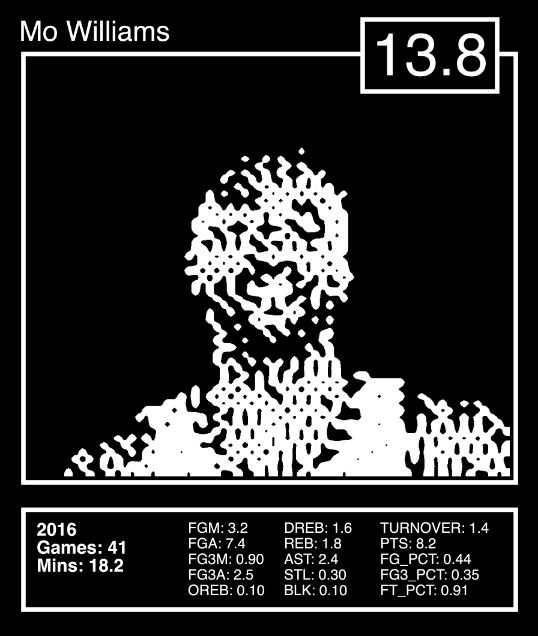 Mo Williams
13.8
2016
Games: 41
Mins: 18.2
FGM: 3.2
FGA: 7.4
FG3M: 0.90
FG3A: 2.5
OREB: 0.10
DREB: 1.6
REB: 1.8
AST: 2.4
STL: 0.30
BLK: 0.10
TURNOVER: 1.4
PTS: 8.2
FG_PCT: 0.44
FG3_PCT: 0.35
FT_PCT: 0.91